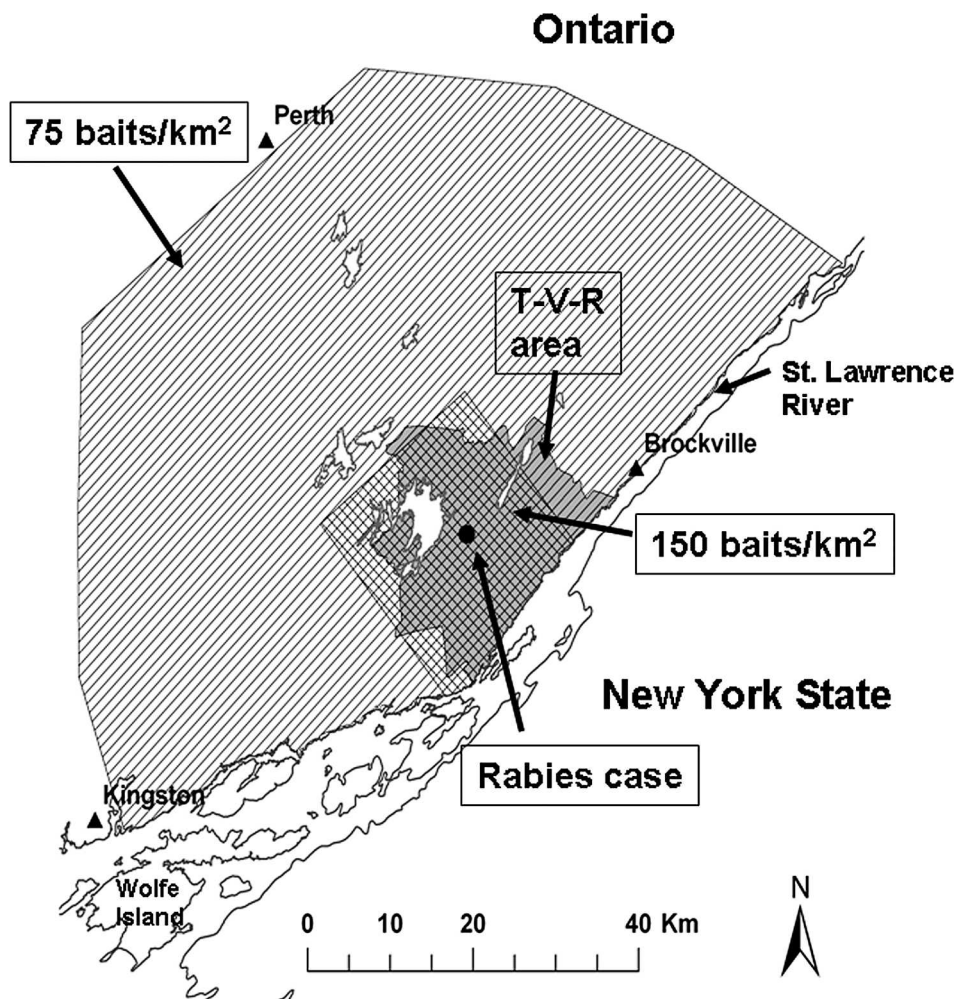 Ontario
75 baits/km²
Perth
T-V-R
area
St. Lawrence
River
Brockville
150 baits/km²
New York State
Rabies case
Kingston
Wolfe
Island
0 10 20 40 Km
N